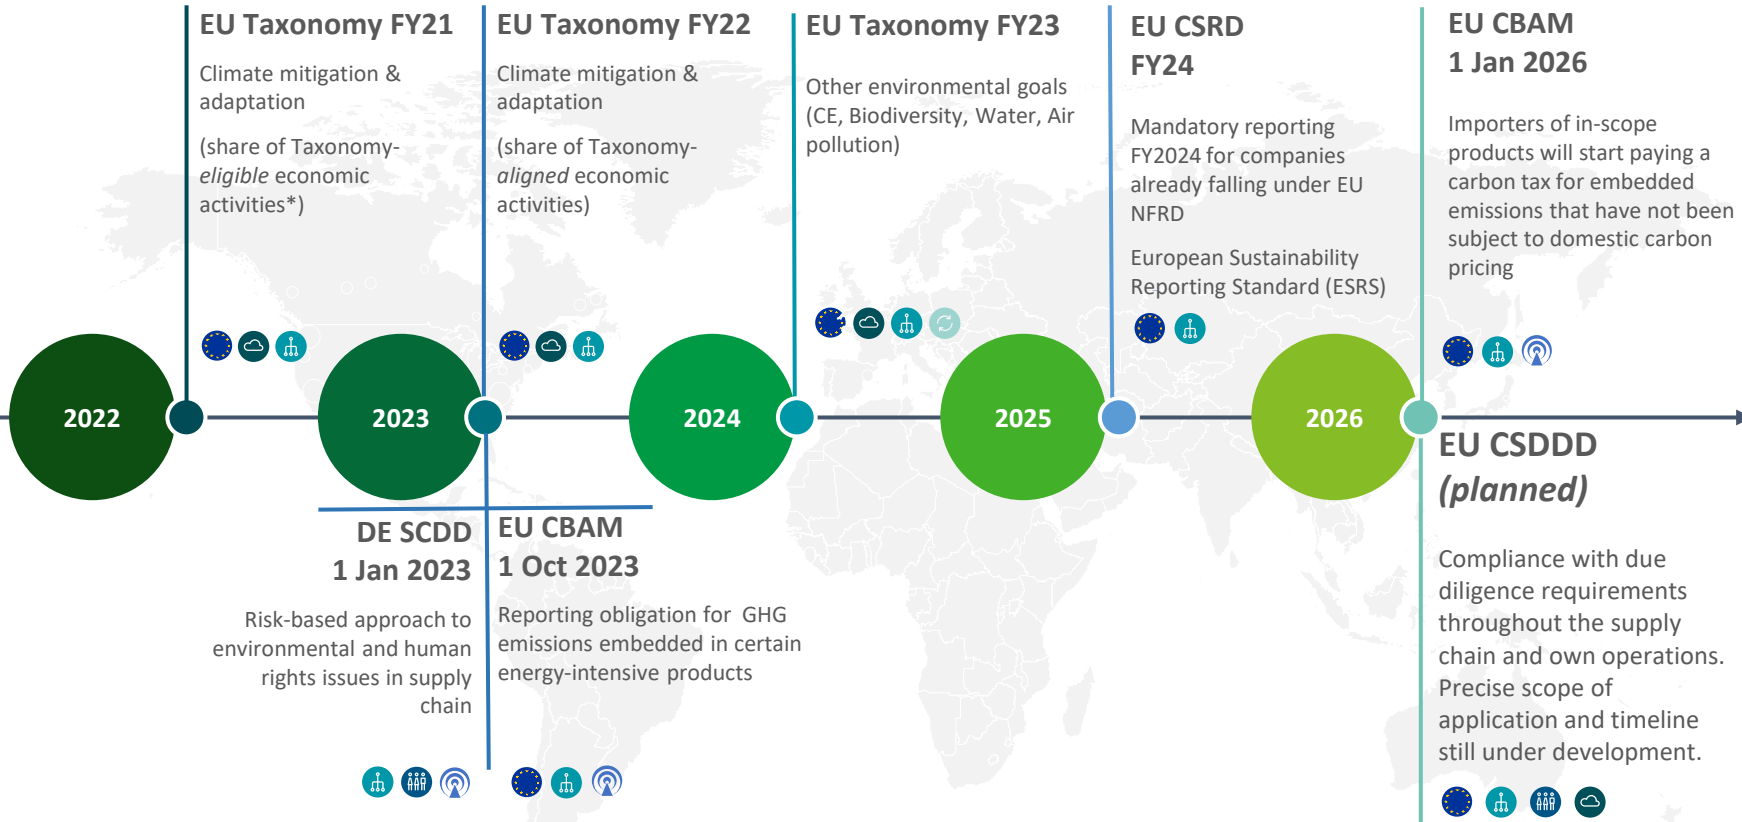 EU Taxonomy FY21
Climate mitigation &
adaptation
(share of Taxonomy-
eligible economic
activities*)
EU Taxonomy FY22
Climate mitigation &
adaptation
(share of Taxonomy-
aligned economic
activities)
EU Taxonomy FY23
Other environmental goals
(CE, Biodiversity, Water, Air
pollution)
EU CSRD
FY24
Mandatory reporting
FY2024 for companies
already falling under EU
NFRD
European Sustainability
Reporting Standard (ESRS)
EU CBAM
1 Jan 2026
Importers of in-scope
products will start paying a
carbon tax for embedded
emissions that have not been
subject to domestic carbon
pricing
2022
2023
2024
2025
2026
DE SCDD
1 Jan 2023
Risk-based approach to
environmental and human
rights issues in supply
chain
EU CBAM
1 Oct 2023
Reporting obligation for GHG
emissions embedded in certain
energy-intensive products
EU CSDDD
(planned)
Compliance with due
diligence requirements
throughout the supply
chain and own operations.
Precise scope of
application and timeline
still under development.